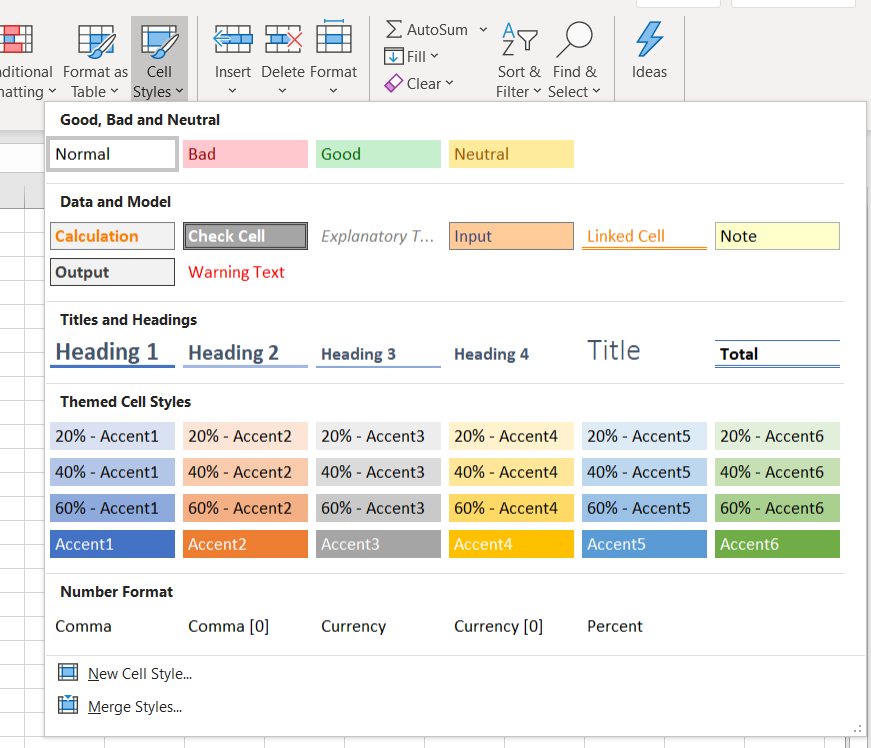 AutoSum
nditional Format as Cell Insert Delete Format Fill Sort & Find & Ideas
matting Table Styles Clear Filter Select
Good, Bad and Neutral
Normal Bad Good Neutral
Data and Model
Calculation Check Cell Explanatory T... Input Linked Cell Note
Output Warning Text
Titles and Headings
Heading 1 Heading 2 Heading 3 Heading 4 Title Total
Themed Cell Styles
20% - Accent1 20% - Accent2 20% - Accent3 20% - Accent4 20% - Accent5 20% - Accent6
40% - Accent1 40% - Accent2 40% - Accent3 40% - Accent4 40% - Accent5 40% - Accent6
60% - Accent1 60% - Accent2 60% - Accent3 60% - Accent4 60% - Accent5 60% - Accent6
Accent1 Accent2 Accent3 Accent4 Accent5 Accent6
Number Format
Comma Comma [0] Currency Currency [0] Percent
New Cell Style...
Merge Styles...